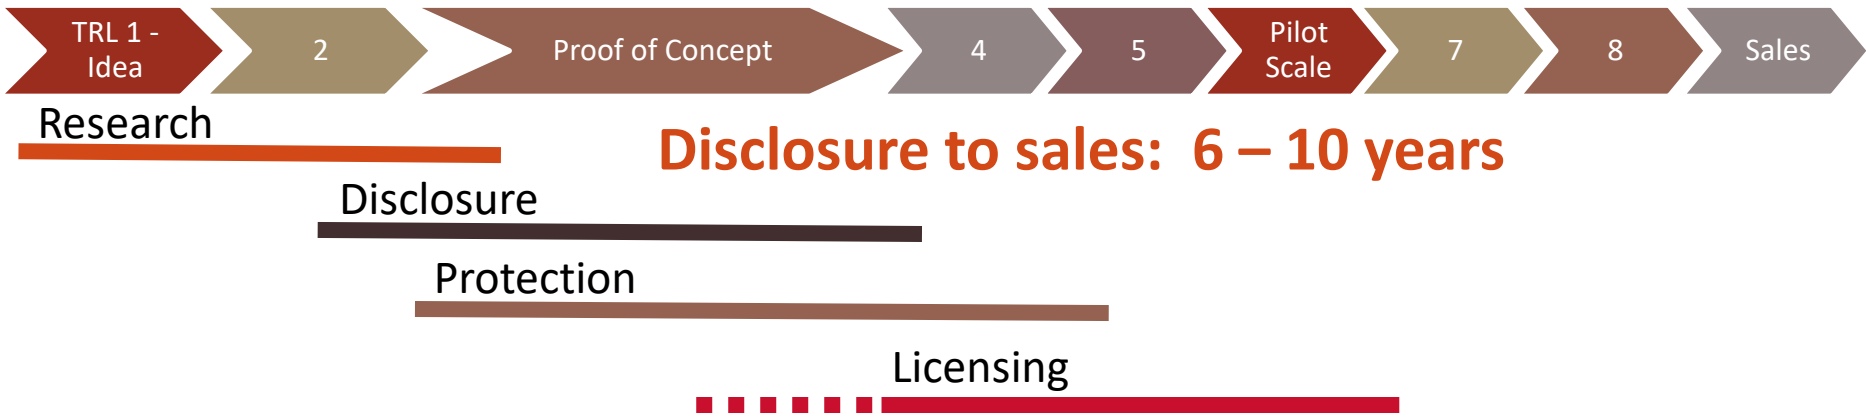 TRL 1 -
Idea
2
Proof of Concept
4
5
Pilot
Scale
7
8
Sales
Research
Disclosure to sales:  6 – 10 years
Disclosure
Protection
Licensing